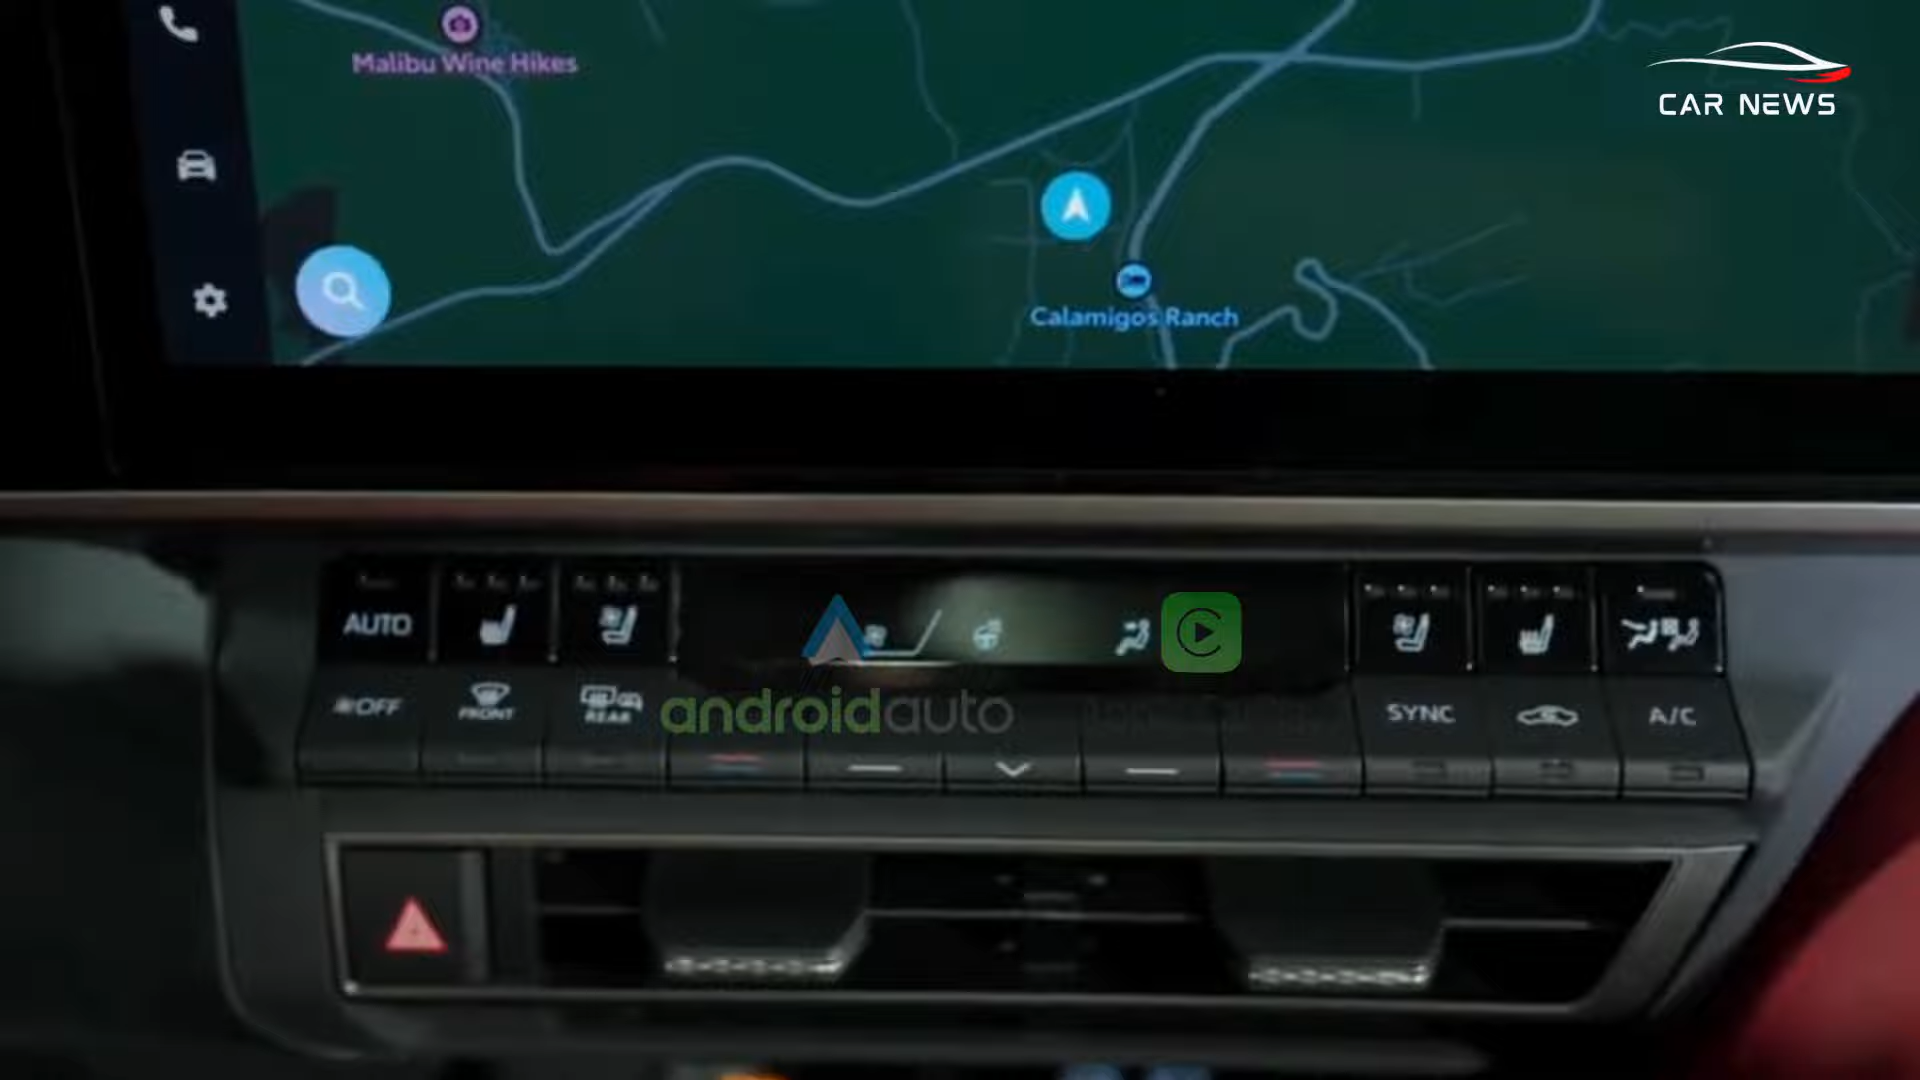 Malibu Wine Hikes
CAR NEWS
Calamigos Ranch
AUTO
OFF
FRONT
REAR
androidauto
SYNC
A/C